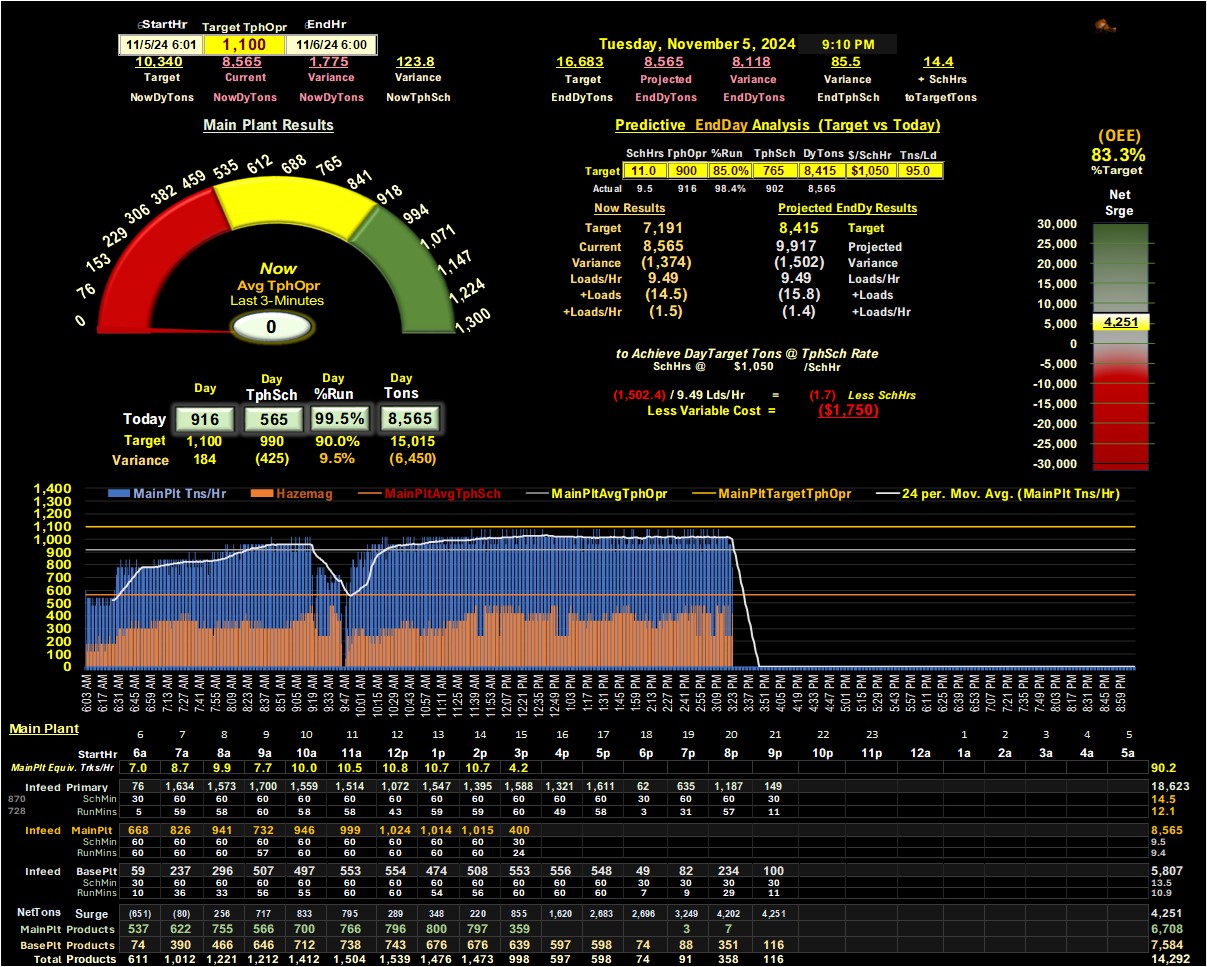 StartHr Target TphOpr EndHr
11/5/24 6:01 1,100 11/6/24 6:00
Tuesday, November 5, 2024 9:10 PM
10,340 8,565 1,775 123.8
Target Current Variance Variance
NowDyTons NowDyTons NowDyTons NowTphSch
16,683 8,565 8,118 85.5 14.4
Target Projected Variance Variance + SchHrs
EndDyTons EndDyTons EndDyTons EndTphSch toTargetTons
Main Plant Results
0 76 153 229 306 382 459 535 612 688 765 841 918 994 1,071 1,147 1,224 1,300
Now
Avg TphOpr
Last 3-Minutes
0
Day Day Day Day
TphSch %Run Tons
Today 916 565 99.5% 8,565
Target 1,100 990 90.0% 15,015
Variance 184 (425) 9.5% (6,450)
Predictive EndDay Analysis (Target vs Today)
SchHrs TphOpr %Run TphSch DyTons $/SchHr Tns/Ld
Target 11.0 900 85.0% 765 8,415 $1,050 95.0
Actual 9.5 916 98.4% 902 8,565
Now Results Projected EndDy Results
Target 7,191 8,415 Target
Current 8,565 9,917 Projected
Variance (1,374) (1,502) Variance
Loads/Hr 9.49 9.49 Loads/Hr
+Loads (14.5) (15.8) +Loads
+Loads/Hr (1.5) (1.4) +Loads/Hr
to Achieve DayTarget Tons @ TphSch Rate
SchHrs @ $1,050 /SchHr
(1,502.4) / 9.49 Lds/Hr = (1.7) Less SchHrs
Less Variable Cost = ($1,750)
(OEE)
83.3%
%Target
Net
Srge
30,000
25,000
20,000
15,000
10,000
5,000
4,251
0
-5,000
-10,000
-15,000
-20,000
-25,000
-30,000
MainPlt Tns/Hr Hazemag MainPltAvgTphSch MainPltAvgTphOpr MainPltTargetTphOpr 24 per. Mov. Avg. (MainPlt Tns/Hr)
1,400
1,300
1,200
1,100
1,000
900
800
700
600
500
400
300
200
100
0
6:03 AM 6:17 AM 6:31 AM 6:45 AM 6:59 AM 7:13 AM 7:27 AM 7:41 AM 7:55 AM 8:09 AM 8:23 AM 8:37 AM 8:51 AM 9:05 AM 9:19 AM 9:33 AM 9:47 AM 10:01 AM 10:15 AM 10:29 AM 10:43 AM 10:57 AM 11:11 AM 11:25 AM 11:39 AM 11:53 AM 12:07 PM 12:21 PM 12:35 PM 12:49 PM 1:03 PM 1:17 PM 1:31 PM 1:45 PM 1:59 PM 2:13 PM 2:27 PM 2:41 PM 2:55 PM 3:09 PM 3:23 PM 3:37 PM 3:51 PM 4:05 PM 4:19 PM 4:33 PM 4:47 PM 5:01 PM 5:15 PM 5:29 PM 5:43 PM 5:57 PM 6:11 PM 6:25 PM 6:39 PM 6:53 PM 7:07 PM 7:21 PM 7:35 PM 7:49 PM 8:03 PM 8:17 PM 8:31 PM 8:45 PM 8:59 PM
Main Plant 6 7 8 9 10 11 12 13 14 15 16 17 18 19 20 21 22 23 1 2 3 4 5
StartHr 6a 7a 8a 9a 10a 11a 12p 1p 2p 3p 4p 5p 6p 7p 8p 9p 10p 11p 12a 1a 2a 3a 4a 5a
MainPlt Equiv. Trks/Hr 7.0 8.7 9.9 7.7 10.0 10.5 10.8 10.7 10.7 4.2 90.2
Infeed Primary 76 1,634 1,573 1,700 1,559 1,514 1,072 1,547 1,395 1,588 1,321 1,611 62 635 1,187 149 18,623
870 SchMin 30 60 60 60 60 60 60 60 60 60 60 60 30 60 60 30 14.5
728 RunMins 5 59 58 60 58 58 43 59 59 60 49 58 3 31 57 11 12.1
Infeed MainPlt 668 826 941 732 946 999 1,024 1,014 1,015 400 8,565
SchMin 60 60 60 60 60 60 60 60 60 30 9.5
RunMins 60 60 60 57 60 60 60 60 60 24 9.4
Infeed BasePlt 59 237 296 507 497 553 554 474 508 553 556 548 49 82 234 100 5,807
SchMin 30 60 60 60 60 60 60 60 60 60 60 60 30 30 30 30 13.5
RunMins 10 36 33 56 55 60 60 54 56 60 60 60 7 9 29 11 10.9
NetTons Surge (651) (80) 256 717 833 795 289 348 220 855 1,620 2,683 2,696 3,249 4,202 4,251 4,251
MainPlt Products 537 622 755 566 700 766 796 800 797 359 3 7 6,708
BasePlt Products 74 390 466 646 712 738 743 676 676 639 597 598 74 88 351 116 7,584
Total Products 611 1,012 1,221 1,212 1,412 1,504 1,539 1,476 1,473 998 597 598 74 91 358 116 14,292